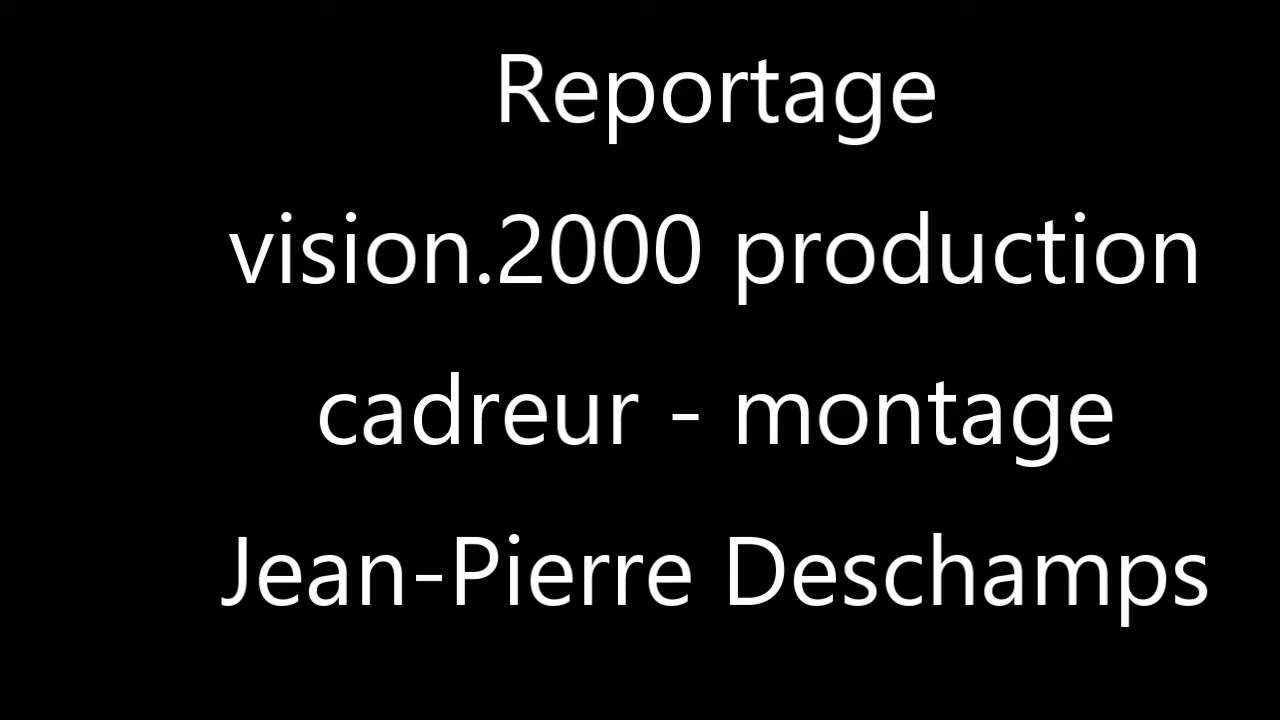 Reportage
vision.2000 production
cadreur - montage
Jean-Pierre Deschamps